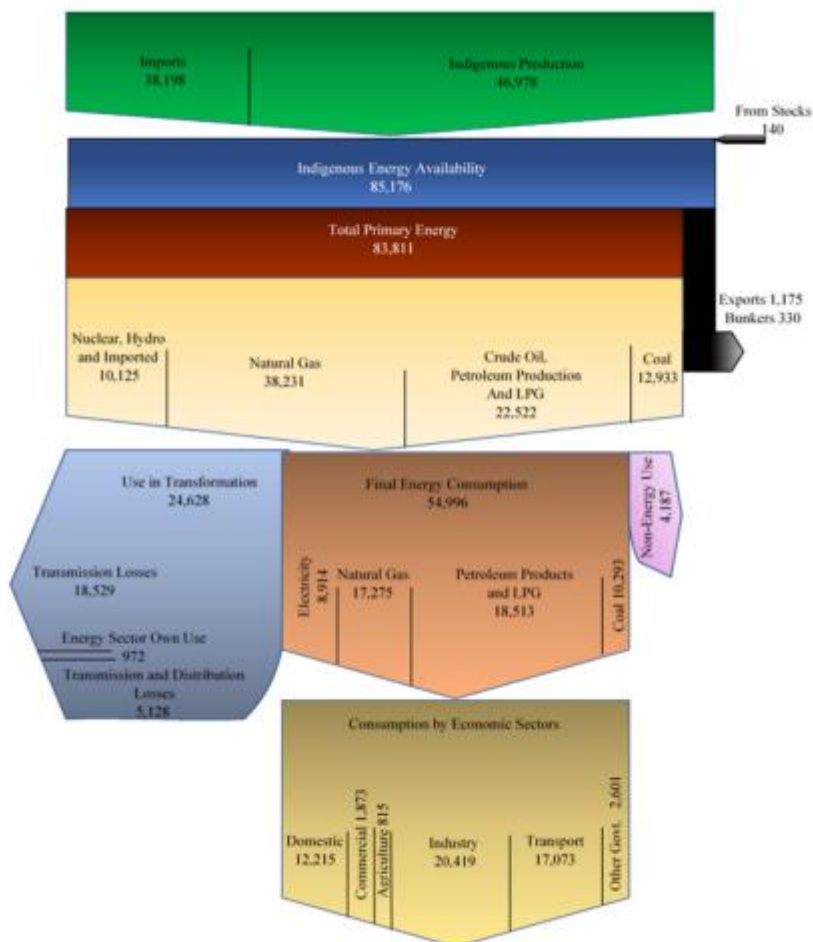 Imports
38,198
Indigenous Production
46,978
From Stocks
140
Indigenous Energy Availability
85,176
Total Primary Energy
83,811
Exports 1,175
Bunkers 330
Nuclear, Hydro
and Imported
10,125
Natural Gas
38,231
Crude Oil,
Petroleum Production
And LPG
22,522
Coal
12,933
Use in Transformation
24,628
Final Energy Consumption
54,996
Non-Energy Use
4,187
Transmission Losses
18,529
Electricity
8,914
Natural Gas
17,275
Petroleum Products
and LPG
18,513
Coal 10,293
Energy Sector Own Use
972
Transmission and Distribution
Losses
5,128
Consumption by Economic Sectors
Domestic
12,215
Commercial 1,873
Agriculture 815
Industry
20,419
Transport
17,073
Other Govt. 2,601